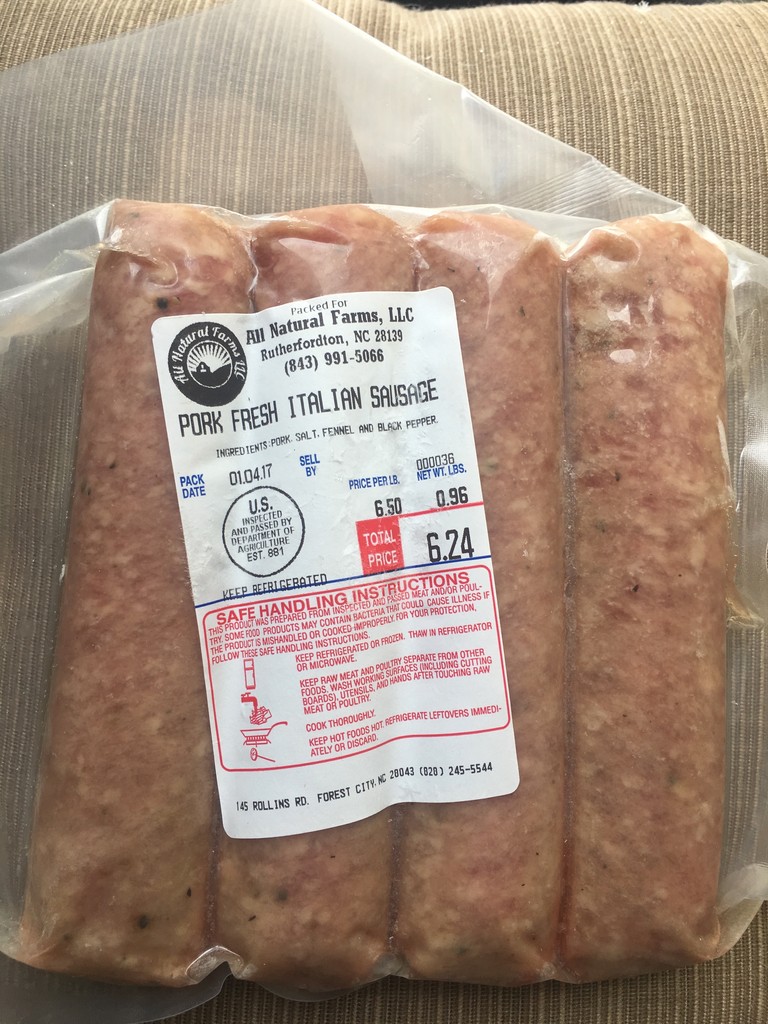 Packed For
All Natural Farms, LLC
Rutherfordton, NC 28139
(843) 991-5066
All Natural Farms LLC
PORK FRESH ITALIAN SAUSAGE
INGREDIENTS:PORK, SALT, FENNEL AND BLACK PEPPER.
PACK DATE 01.04.17 SELL BY
000036
PRICE PER LB. NET WT. LBS.
6.50 0.96
U.S.
INSPECTED
AND PASSED BY
DEPARTMENT OF
AGRICULTURE
EST. 881
TOTAL PRICE 6.24
KEEP REFRIGERATED
SAFE HANDLING INSTRUCTIONS
THIS PRODUCT WAS PREPARED FROM INSPECTED AND PASSED MEAT AND/OR POUL-
TRY. SOME FOOD PRODUCTS MAY CONTAIN BACTERIA THAT COULD CAUSE ILLNESS IF
THE PRODUCT IS MISHANDLED OR COOKED IMPROPERLY. FOR YOUR PROTECTION,
FOLLOW THESE SAFE HANDLING INSTRUCTIONS.
KEEP REFRIGERATED OR FROZEN. THAW IN REFRIGERATOR
OR MICROWAVE.
KEEP RAW MEAT AND POULTRY SEPARATE FROM OTHER
FOODS. WASH WORKING SURFACES (INCLUDING CUTTING
BOARDS), UTENSILS, AND HANDS AFTER TOUCHING RAW
MEAT OR POULTRY.
COOK THOROUGHLY.
KEEP HOT FOODS HOT. REFRIGERATE LEFTOVERS IMMEDI-
ATELY OR DISCARD.
145 ROLLINS RD. FOREST CITY, NC 28043 (828) 245-5544